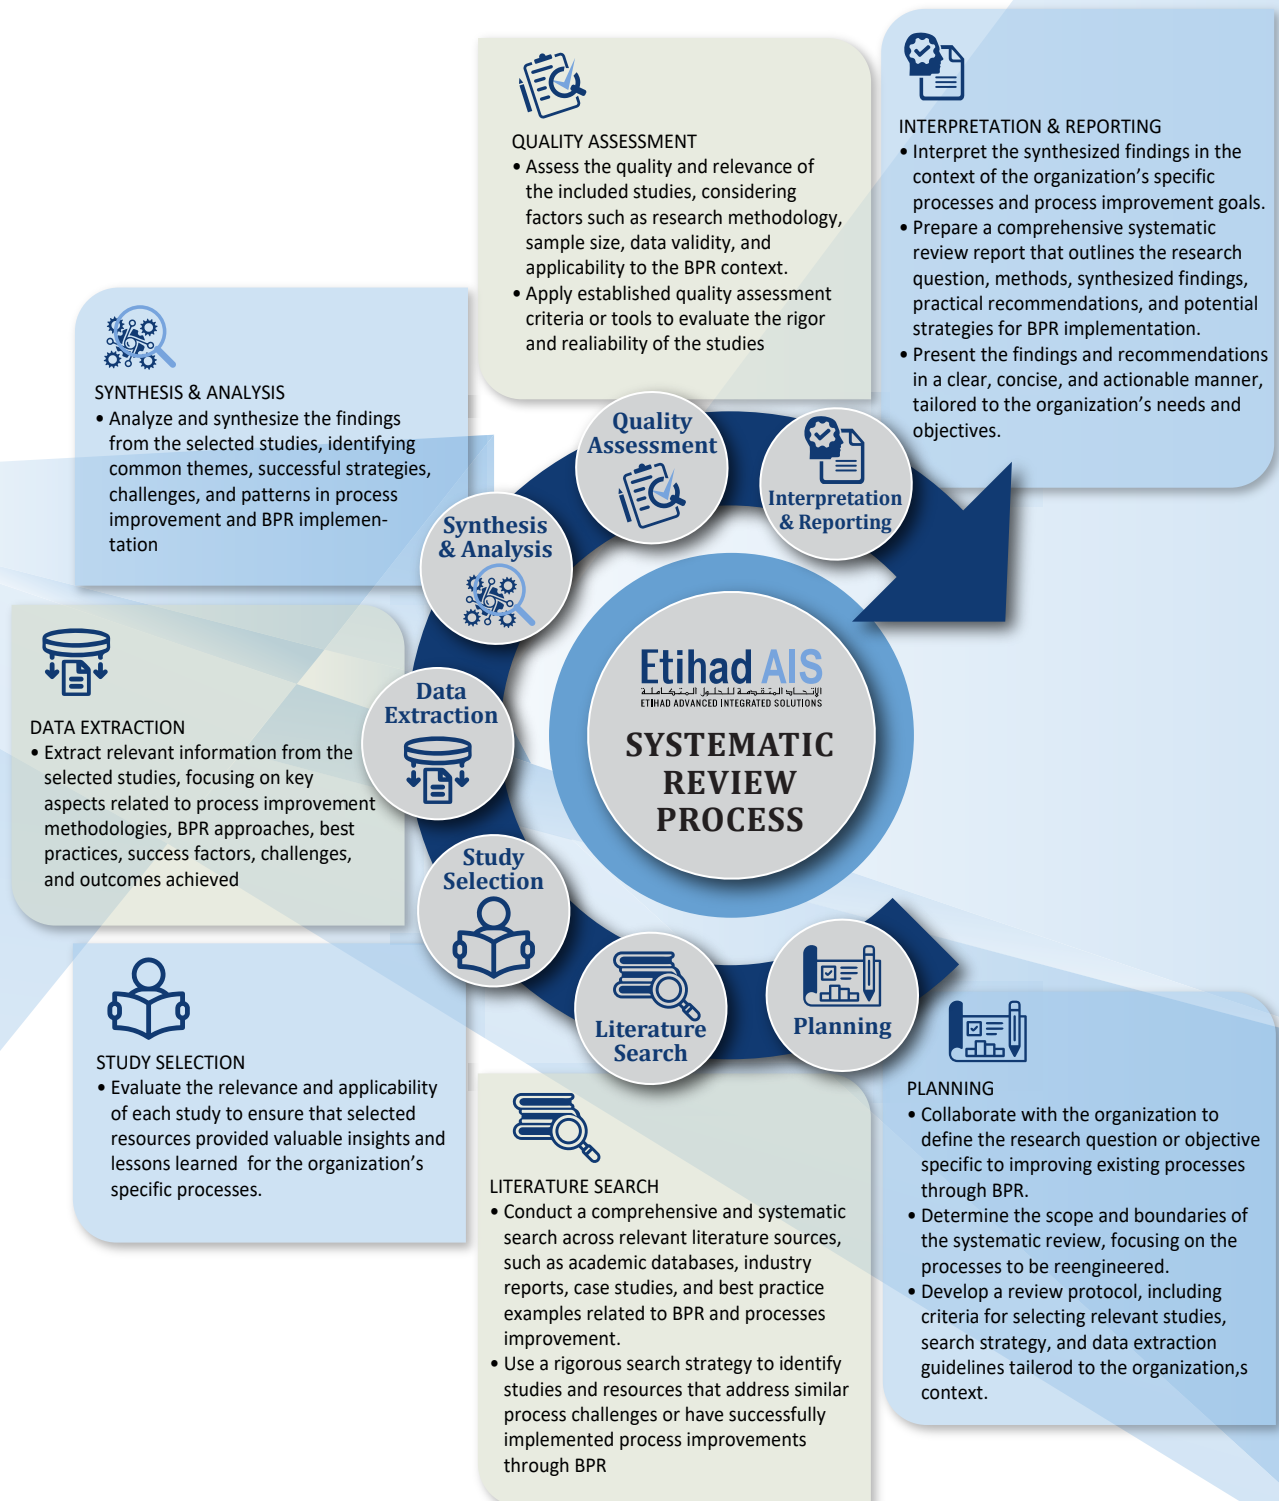 QUALITY ASSESSMENT
• Assess the quality and relevance of
the included studies, considering
factors such as research methodology,
sample size, data validity, and
applicability to the BPR context.
• Apply established quality assessment
criteria or tools to evaluate the rigor
and realiability of the studies
INTERPRETATION & REPORTING
• Interpret the synthesized findings in the
context of the organization's specific
processes and process improvement goals.
• Prepare a comprehensive systematic
review report that outlines the research
question, methods, synthesized findings,
practical recommendations, and potential
strategies for BPR implementation.
• Present the findings and recommendations
in a clear, concise, and actionable manner,
tailored to the organization's needs and
objectives.
SYNTHESIS & ANALYSIS
• Analyze and synthesize the findings
from the selected studies, identifying
common themes, successful strategies,
challenges, and patterns in process
improvement and BPR implemen-
tation
Quality
Assessment
Interpretation
& Reporting
Synthesis
& Analysis
Data
Extraction
Study
Selection
Literature
Search
Planning
Etihad AIS
الإتحاد المتقدمة للحلول المتكاملة
ETIHAD ADVANCED INTEGRATED SOLUTIONS
SYSTEMATIC
REVIEW
PROCESS
DATA EXTRACTION
• Extract relevant information from the
selected studies, focusing on key
aspects related to process improvement
methodologies, BPR approaches, best
practices, success factors, challenges,
and outcomes achieved
STUDY SELECTION
• Evaluate the relevance and applicability
of each study to ensure that selected
resources provided valuable insights and
lessons learned  for the organization's
specific processes.
LITERATURE SEARCH
• Conduct a comprehensive and systematic
search across relevant literature sources,
such as academic databases, industry
reports, case studies, and best practice
examples related to BPR and processes
improvement.
• Use a rigorous search strategy to identify
studies and resources that address similar
process challenges or have successfully
implemented process improvements
through BPR
PLANNING
• Collaborate with the organization to
define the research question or objective
specific to improving existing processes
through BPR.
• Determine the scope and boundaries of
the systematic review, focusing on the
processes to be reengineered.
• Develop a review protocol, including
criteria for selecting relevant studies,
search strategy, and data extraction
guidelines tailerod to the organization,s
context.